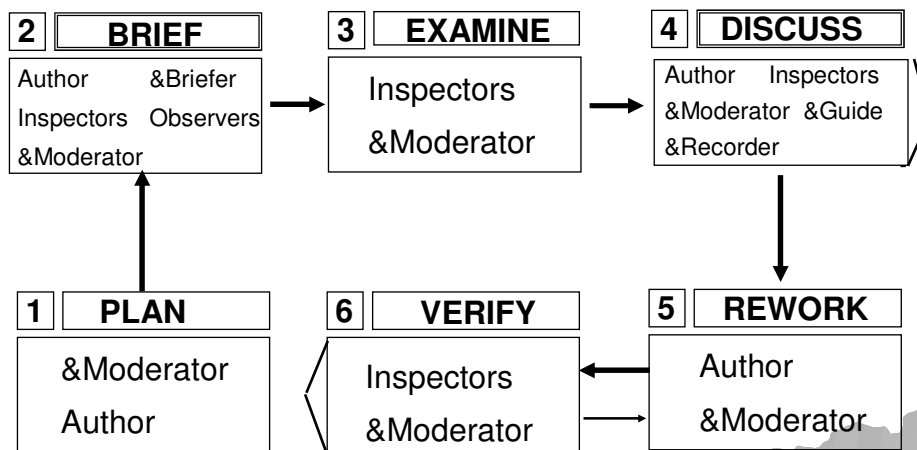 2 BRIEF
Author &Briefer
Inspectors Observers
&Moderator
3 EXAMINE
Inspectors
&Moderator
4 DISCUSS
Author Inspectors
&Moderator &Guide
&Recorder
1 PLAN
&Moderator
Author
6 VERIFY
Inspectors
&Moderator
5 REWORK
Author
&Moderator